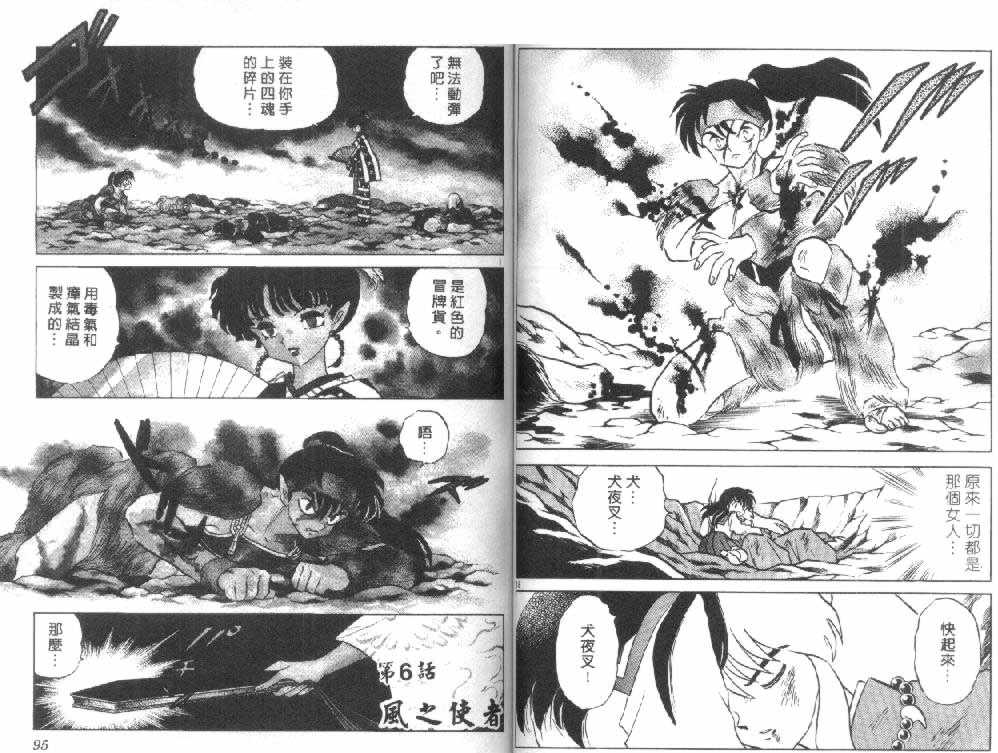 原來一切都是
那個女人…
犬…
犬夜叉…
快起來…
犬夜叉！
無法動彈
了吧…
裝在你手
上的四魂
的碎片…
是紅色的
冒牌貨。
用毒氣和
瘴氣結晶
製成的…
唔…
那麼…
第6話
風之使者
95